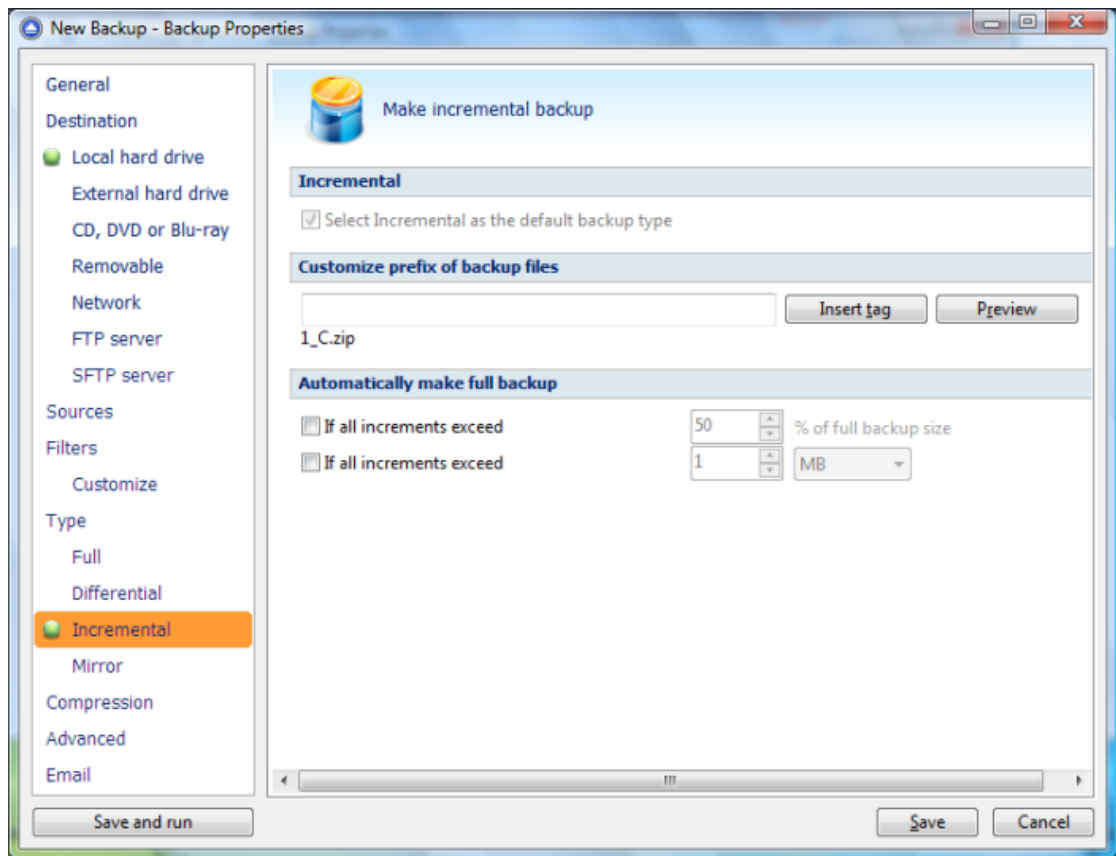 New Backup - Backup Properties
General
Destination
Local hard drive
External hard drive
CD, DVD or Blu-ray
Removable
Network
FTP server
SFTP server
Sources
Filters
Customize
Type
Full
Differential
Incremental
Mirror
Compression
Advanced
Email
Make incremental backup
Incremental
Select Incremental as the default backup type
Customize prefix of backup files
Insert tag Preview
1_C.zip
Automatically make full backup
If all increments exceed 50 % of full backup size
If all increments exceed 1 MB
Save and run Save Cancel